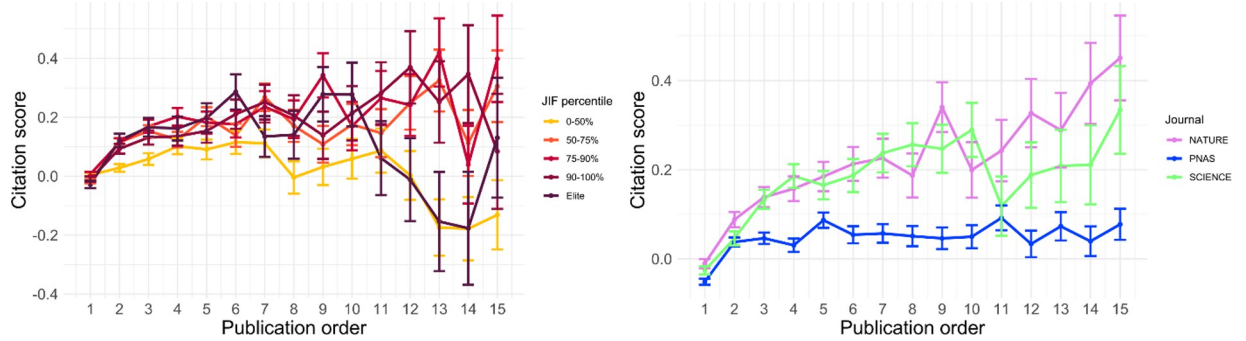 Citation score
0.4
0.2
0.0
-0.2
-0.4
1 2 3 4 5 6 7 8 9 10 11 12 13 14 15
Publication order
JIF percentile
0-50%
50-75%
75-90%
90-100%
Elite
Citation score
0.4
0.2
0.0
1 2 3 4 5 6 7 8 9 10 11 12 13 14 15
Publication order
Journal
NATURE
PNAS
SCIENCE